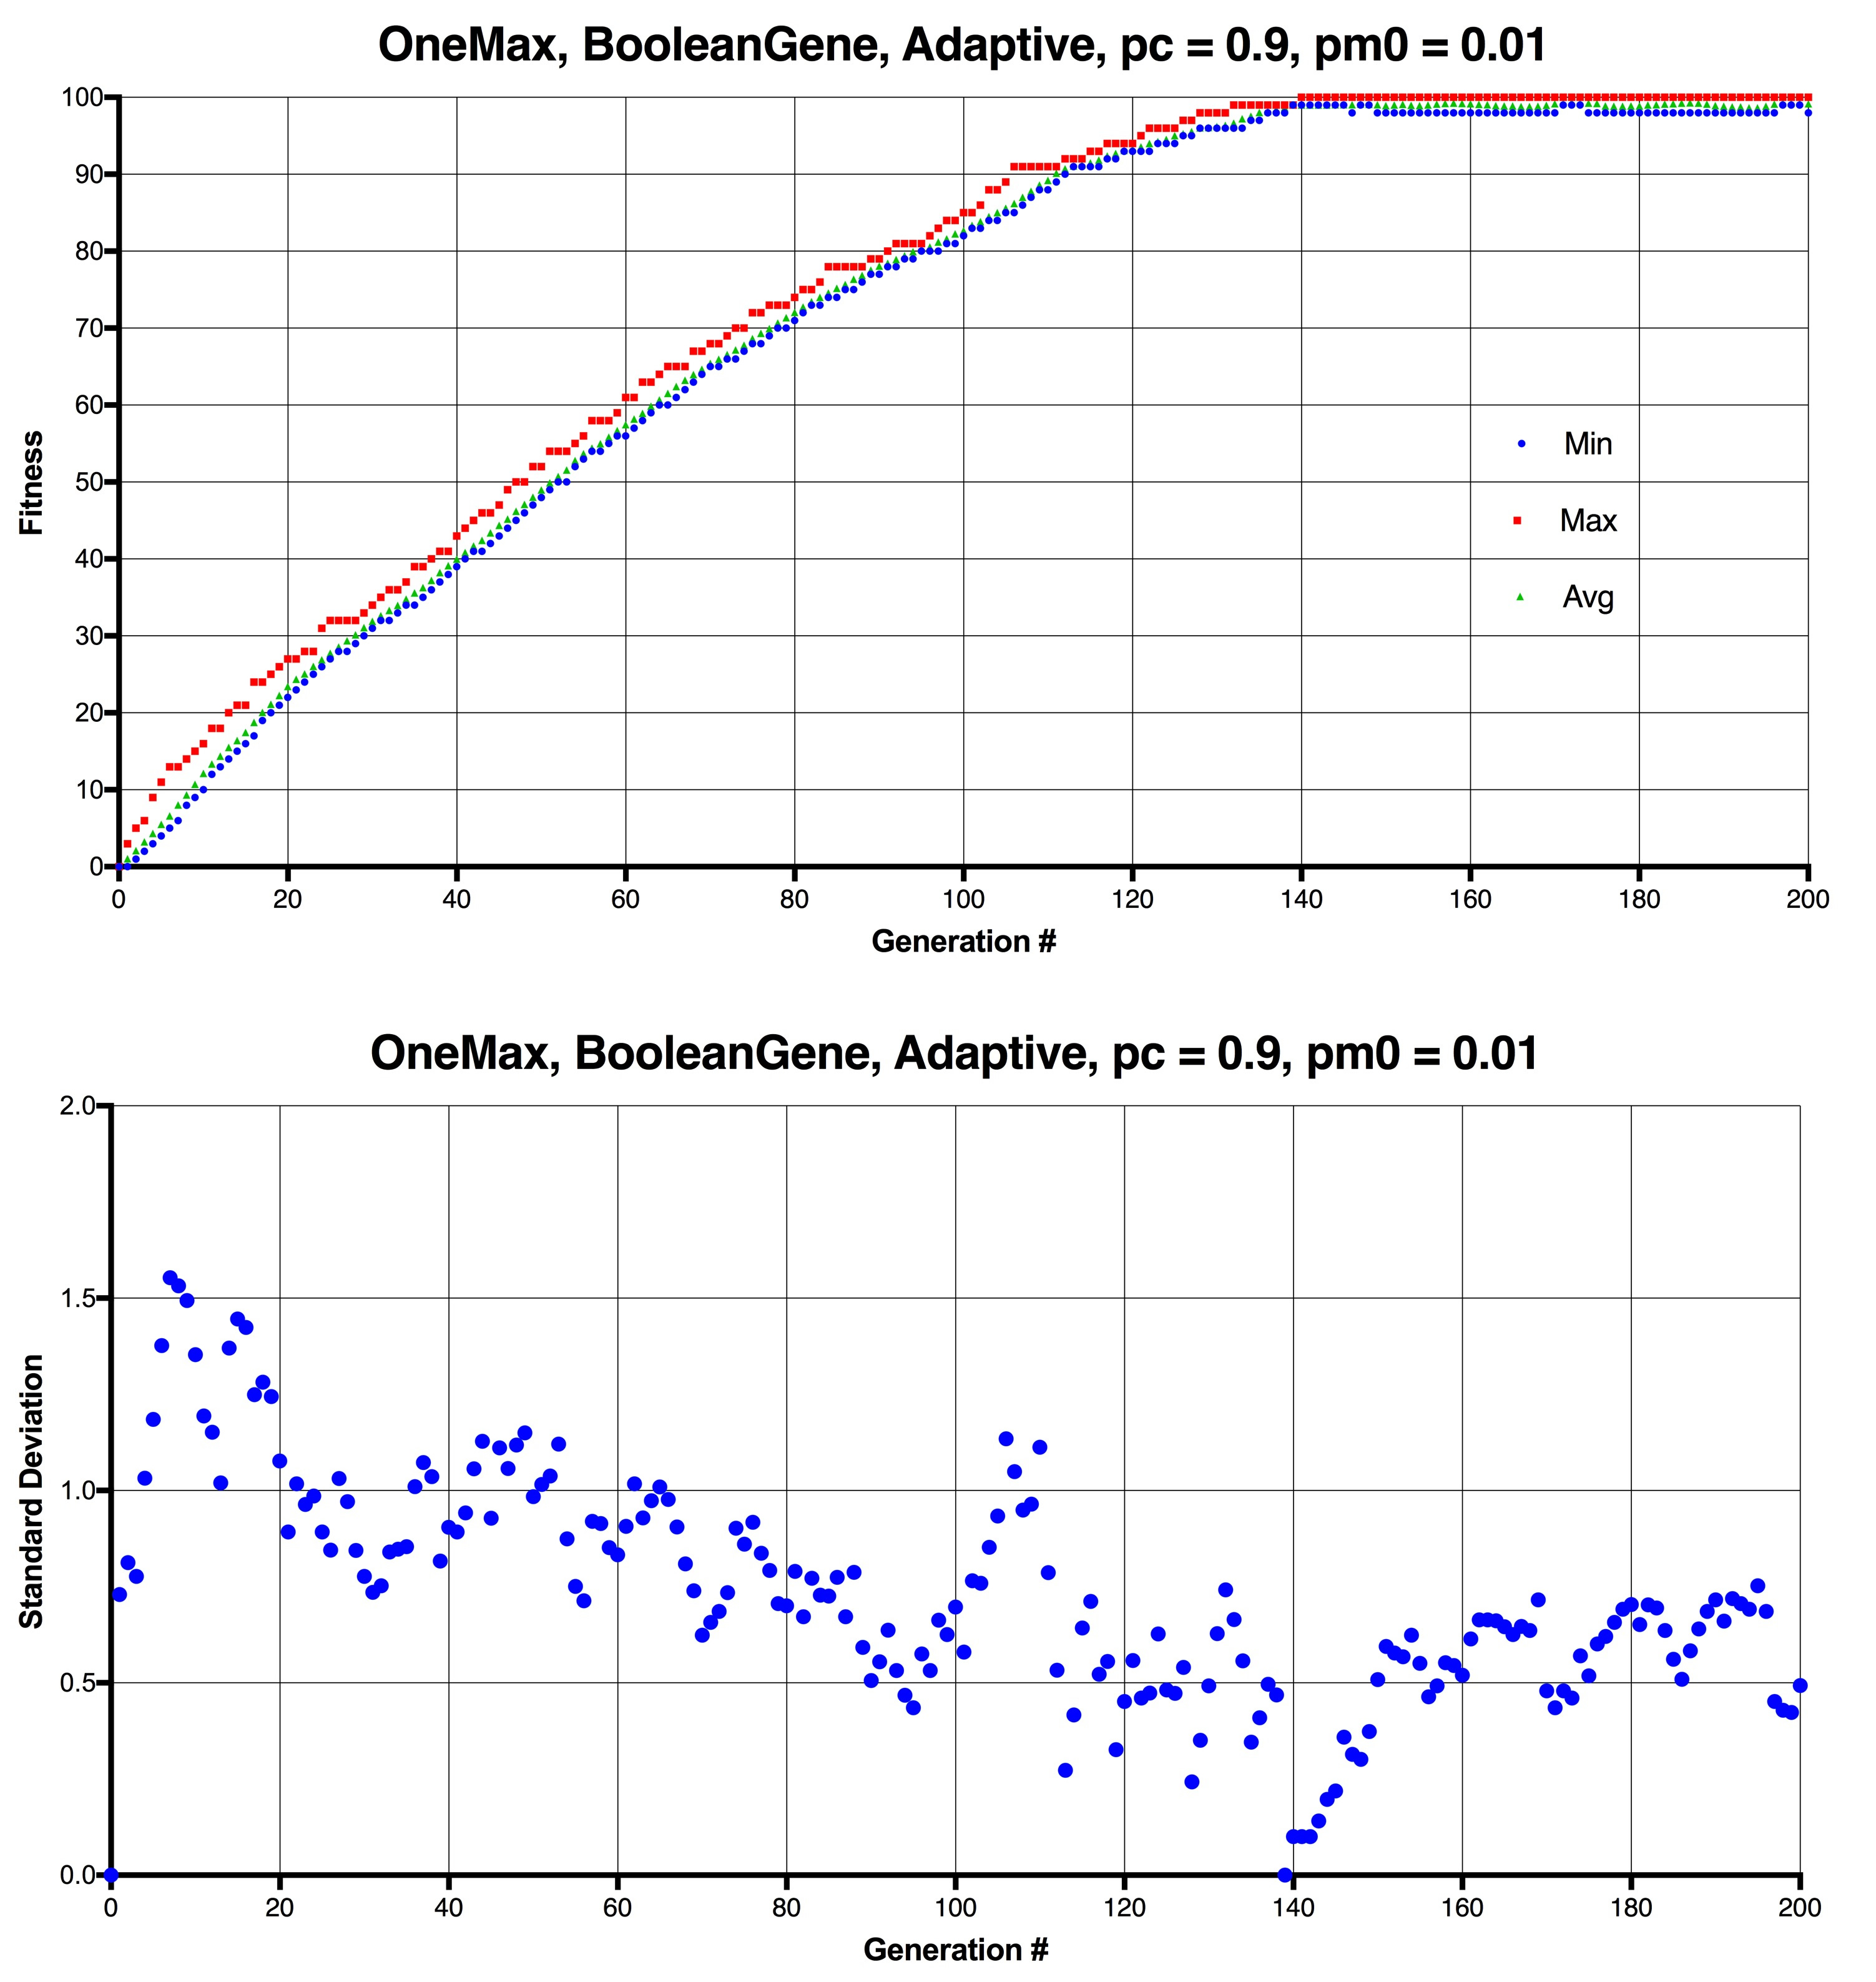 OneMax, BooleanGene, Adaptive, pc = 0.9, pm0 = 0.01
100
90
80
70
60
50
40
30
20
10
0
Fitness
Min
Max
Avg
0 20 40 60 80 100 120 140 160 180 200
Generation #
OneMax, BooleanGene, Adaptive, pc = 0.9, pm0 = 0.01
2.0
1.5
1.0
0.5
0.0
Standard Deviation
0 20 40 60 80 100 120 140 160 180 200
Generation #